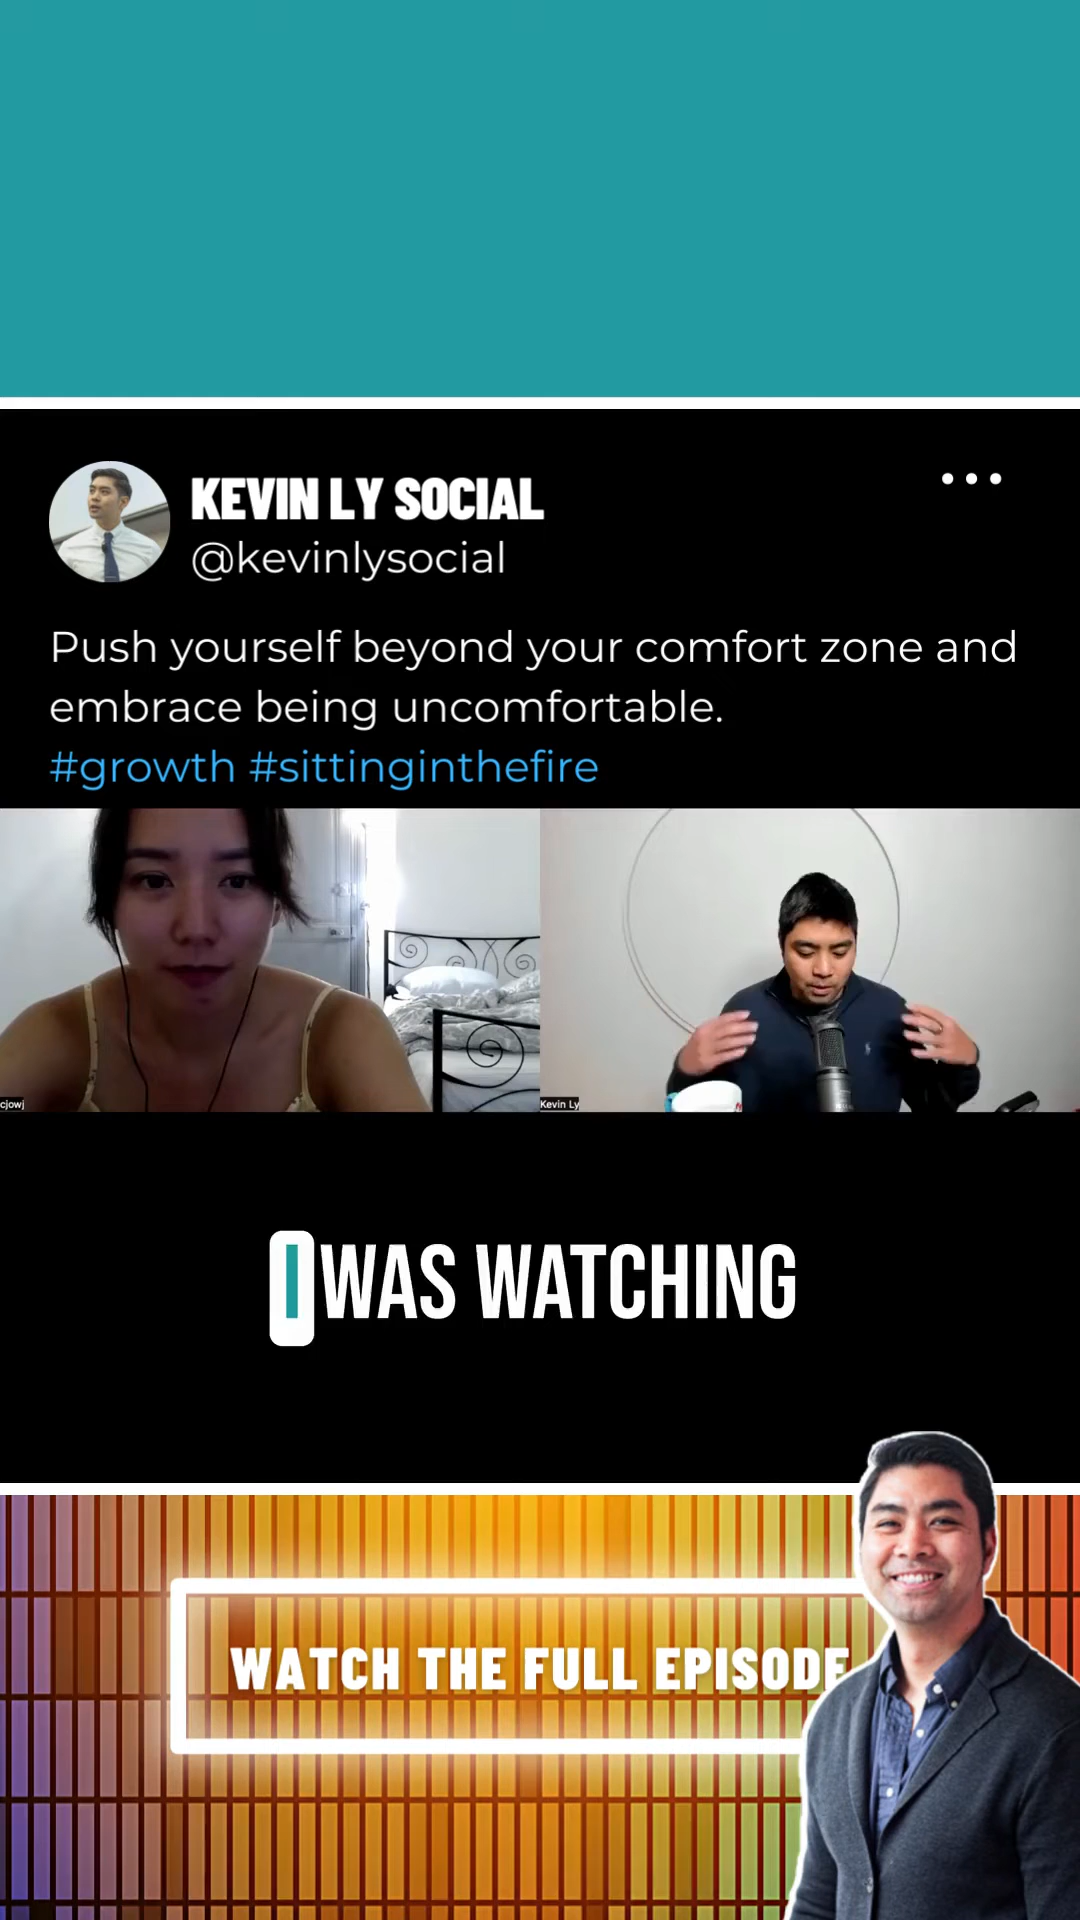 KEVIN LY SOCIAL
@kevinlysocial
Push yourself beyond your comfort zone and
embrace being uncomfortable.
#growth #sittinginthefire
cjowj
Kevin Ly
I WAS WATCHING
WATCH THE FULL EPISODE